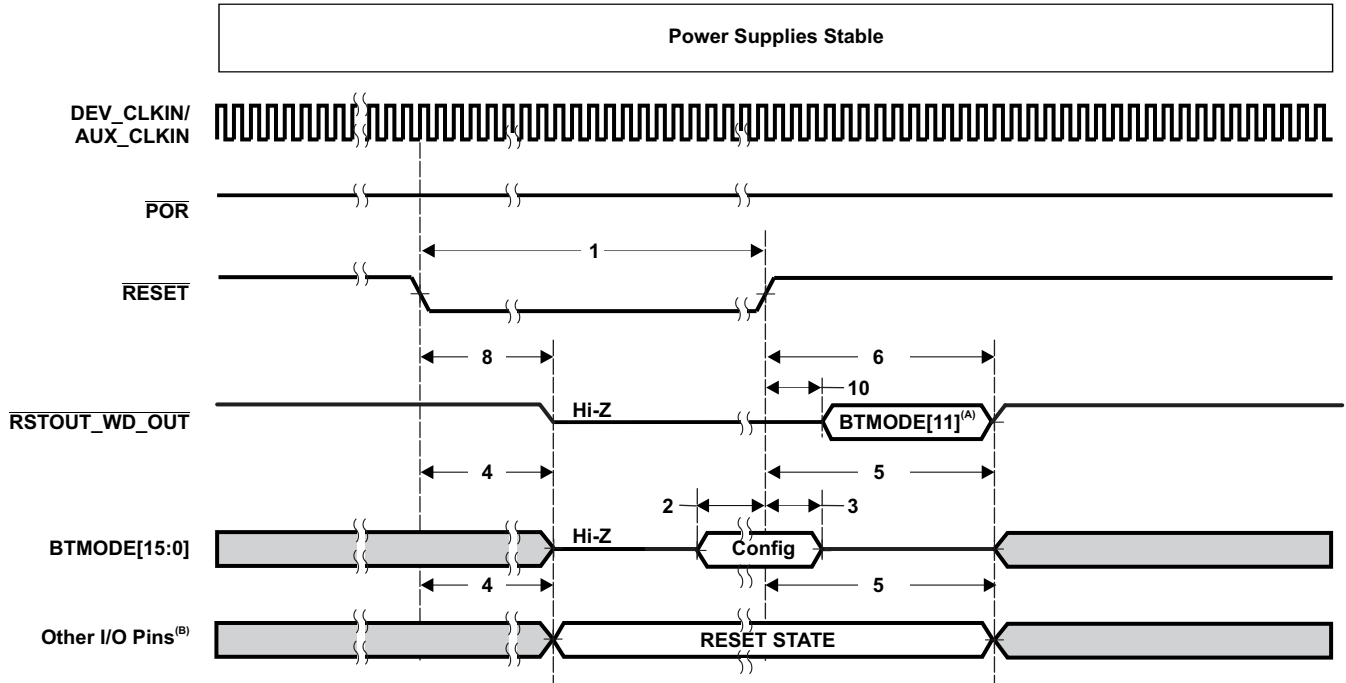 Power Supplies Stable
DEV_CLKIN/
AUX_CLKIN
POR
1
RESET
8
6
10
RSTOUT_WD_OUT
Hi-Z
BTMODE[11](A)
4
5
2
3
BTMODE[15:0]
Hi-Z
Config
4
5
Other I/O Pins(B)
RESET STATE